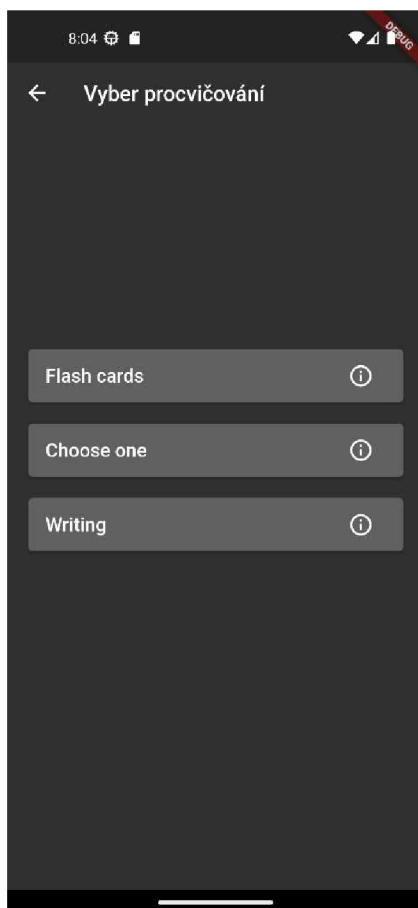 8:04
DEBUG
Vyber procvičování
Flash cards
Choose one
Writing